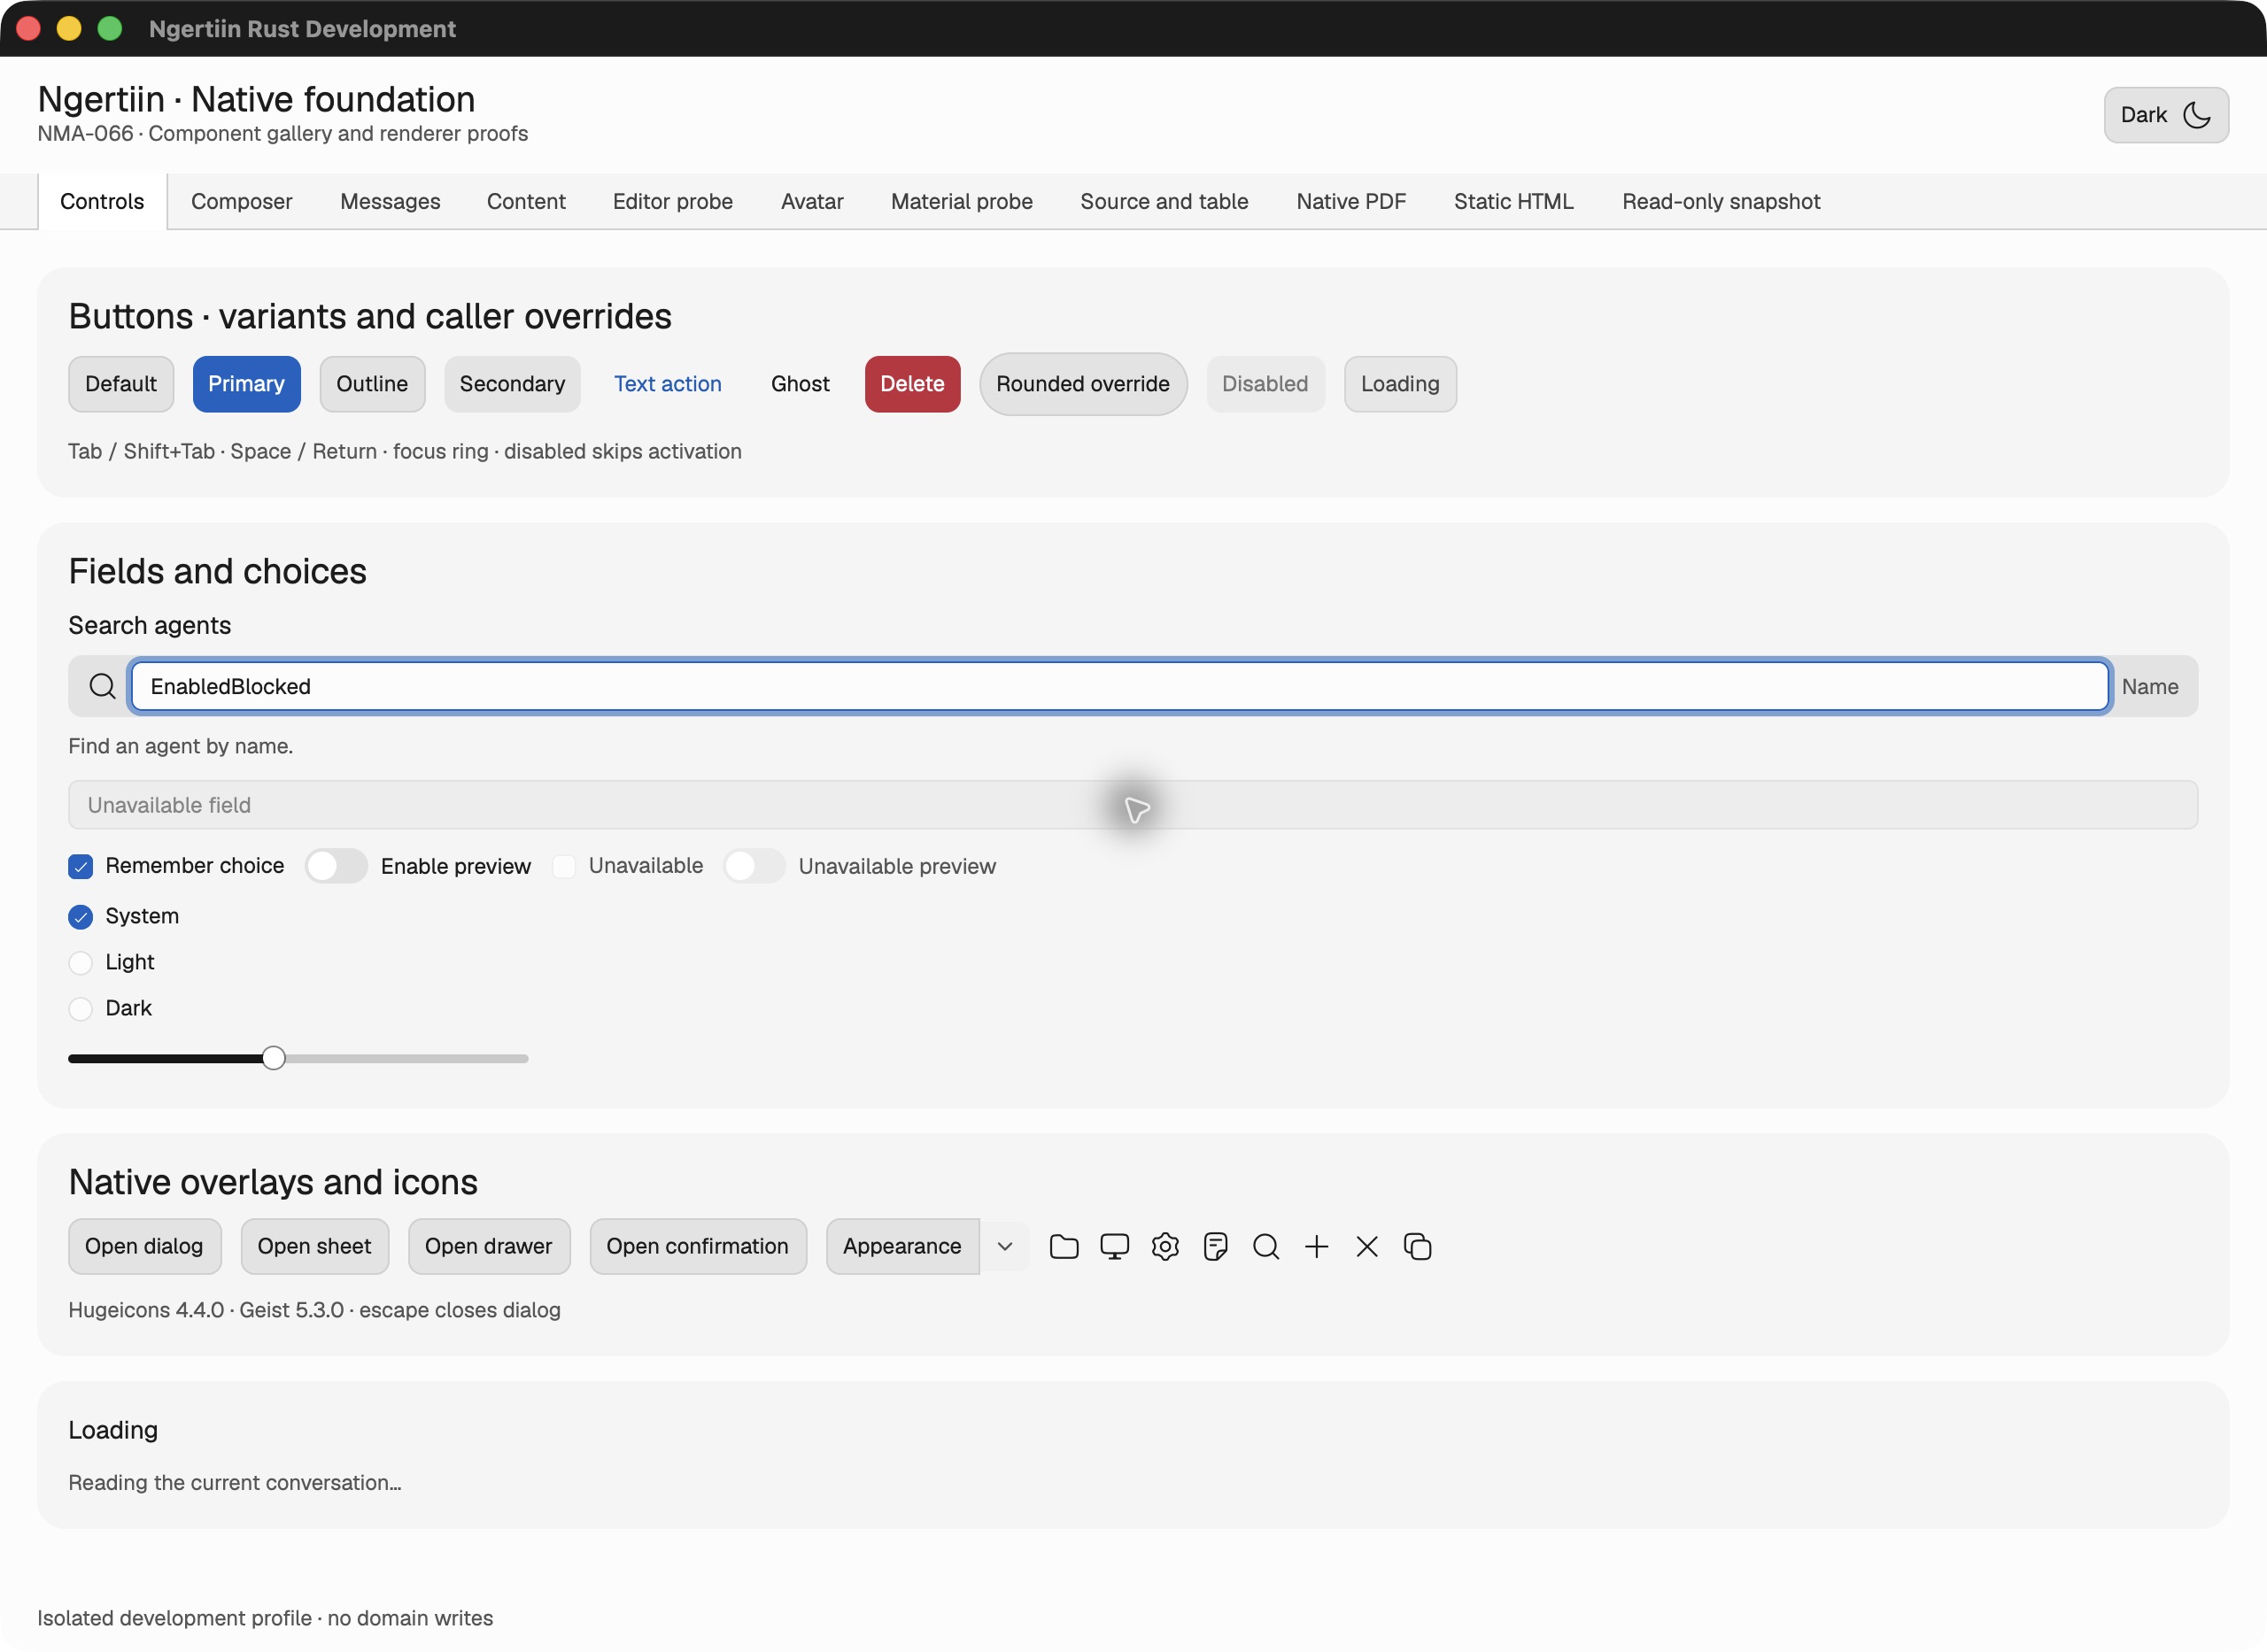 Ngertiin Rust Development
Ngertiin · Native foundation
NMA-066 · Component gallery and renderer proofs
Dark
Controls Composer Messages Content Editor probe Avatar Material probe Source and table Native PDF Static HTML Read-only snapshot
Buttons · variants and caller overrides
Default Primary Outline Secondary Text action Ghost Delete Rounded override Disabled Loading
Tab / Shift+Tab · Space / Return · focus ring · disabled skips activation
Fields and choices
Search agents
EnabledBlocked Name
Find an agent by name.
Unavailable field
Remember choice Enable preview Unavailable Unavailable preview
System
Light
Dark
Native overlays and icons
Open dialog Open sheet Open drawer Open confirmation Appearance
Hugeicons 4.4.0 · Geist 5.3.0 · escape closes dialog
Loading
Reading the current conversation…
Isolated development profile · no domain writes